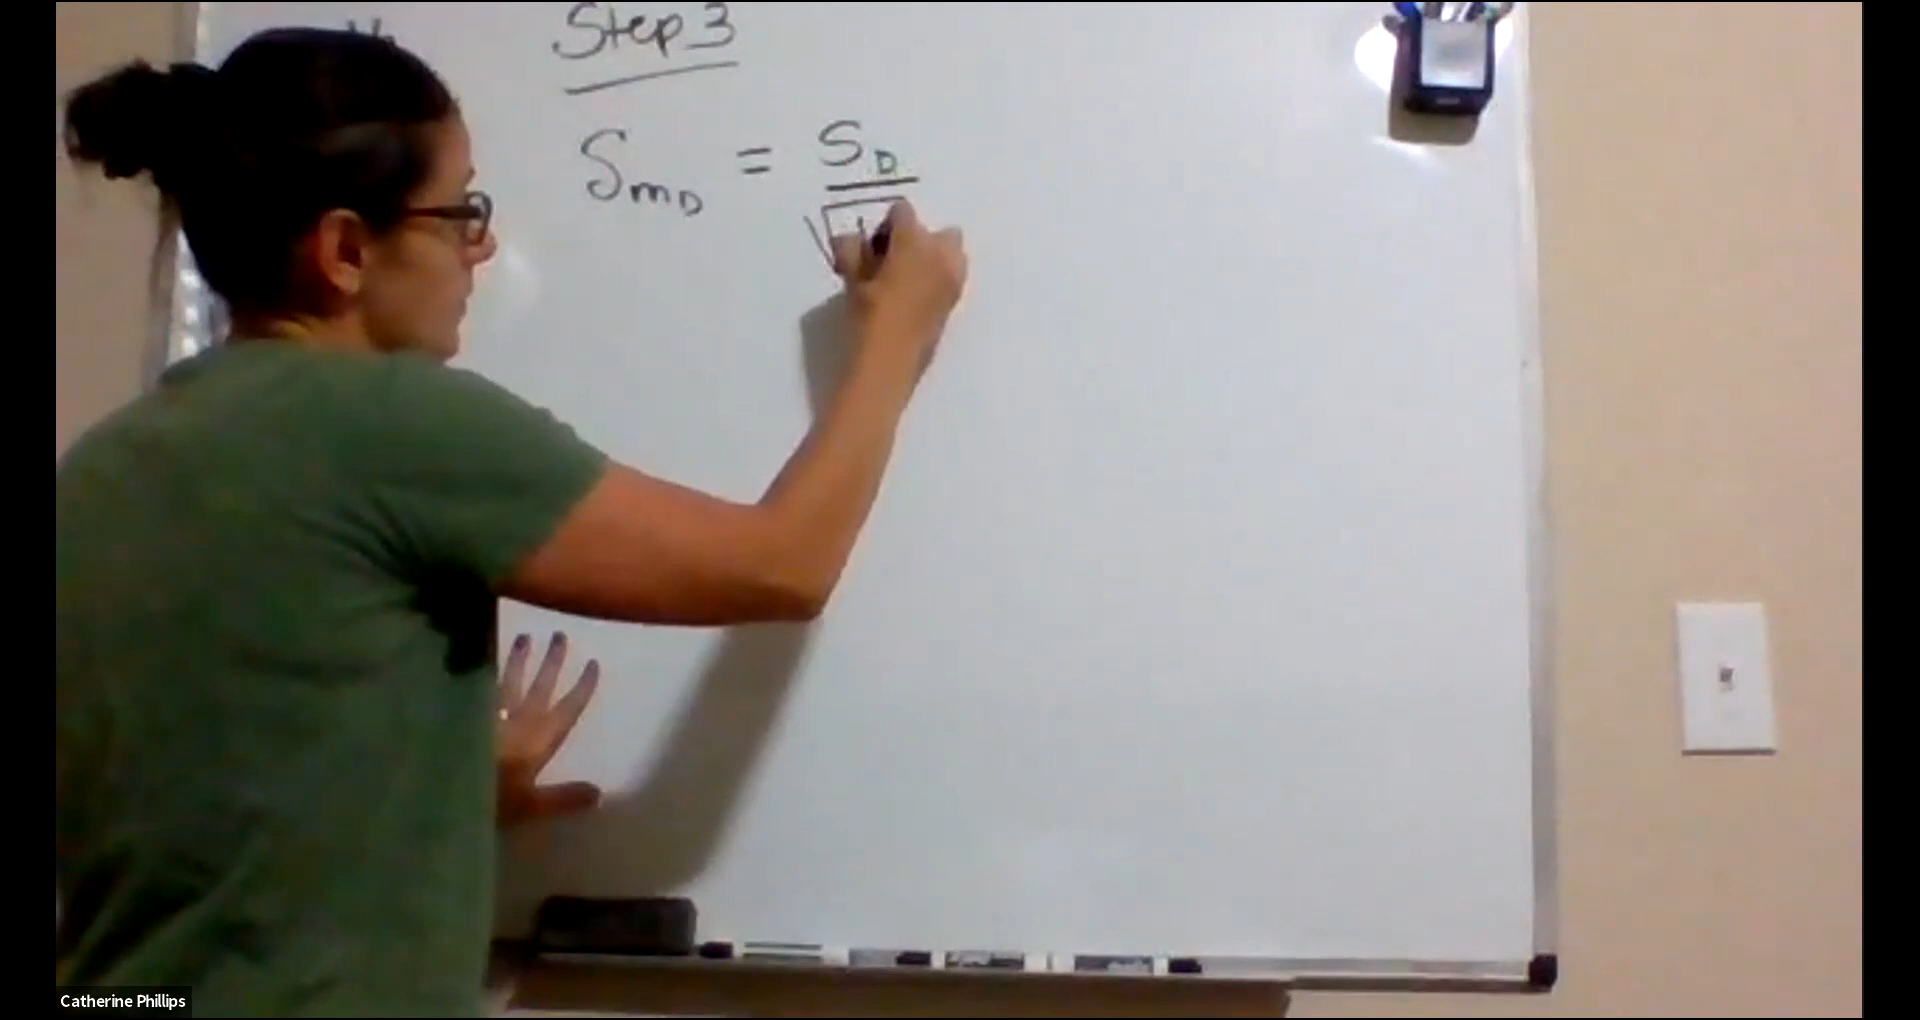 Step 3
S_mD = S_D / √
Catherine Phillips